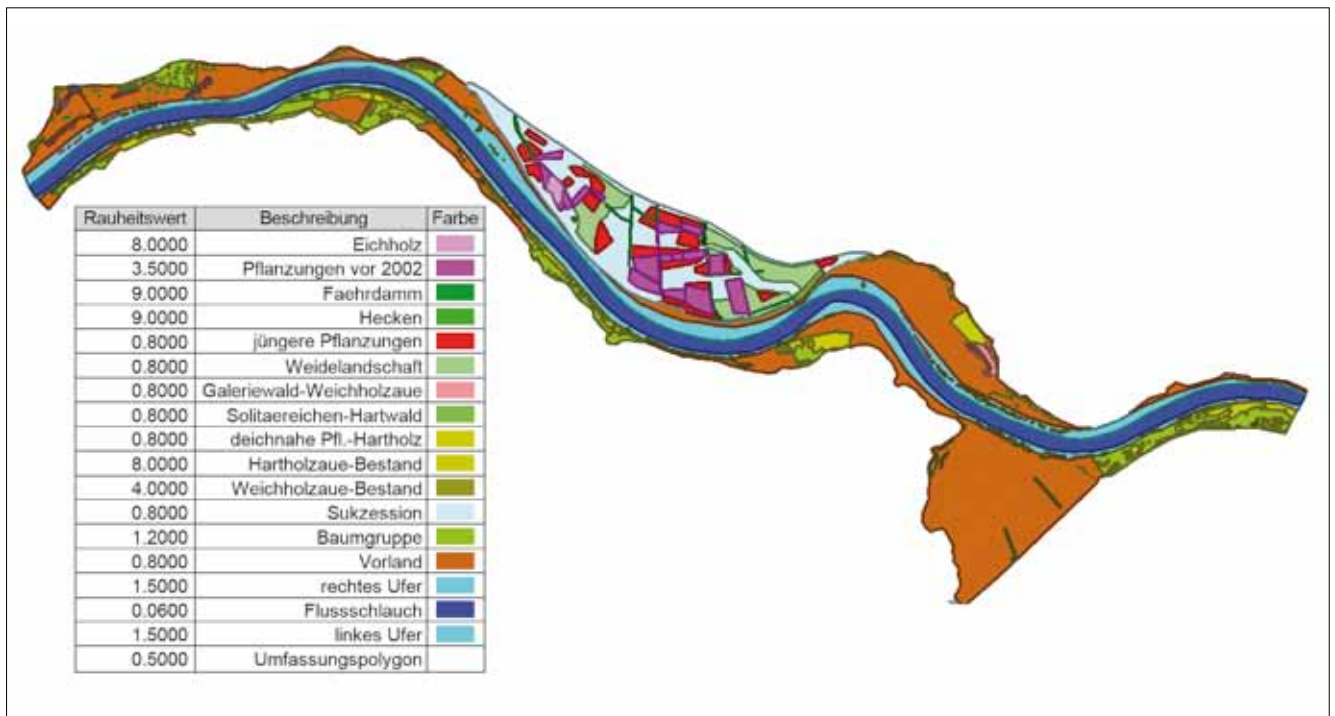 Rauheitswert Beschreibung Farbe
8.0000 Eichholz
3.5000 Pflanzungen vor 2002
9.0000 Faehrdamm
9.0000 Hecken
0.8000 jüngere Pflanzungen
0.8000 Weidelandschaft
0.8000 Galeriewald-Weichholzaue
0.8000 Solitaereichen-Hartwald
0.8000 deichnahe Pfl.-Hartholz
8.0000 Hartholzaue-Bestand
4.0000 Weichholzaue-Bestand
0.8000 Sukzession
1.2000 Baumgruppe
0.8000 Vorland
1.5000 rechtes Ufer
0.0600 Flussschlauch
1.5000 linkes Ufer
0.5000 Umfassungspolygon